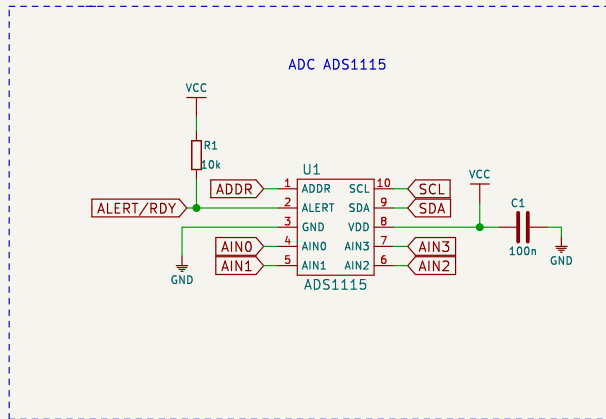 ADC ADS1115
VCC
R1
10k
U1
VCC
ADDR 1 ADDR SCL 10 SCL
ALERT/RDY 2 ALERT SDA 9 SDA
3 GND VDD 8
C1
100n
AIN0 4 AIN0 AIN3 7 AIN3
AIN1 5 AIN1 AIN2 6 AIN2
GND
GND
ADS1115